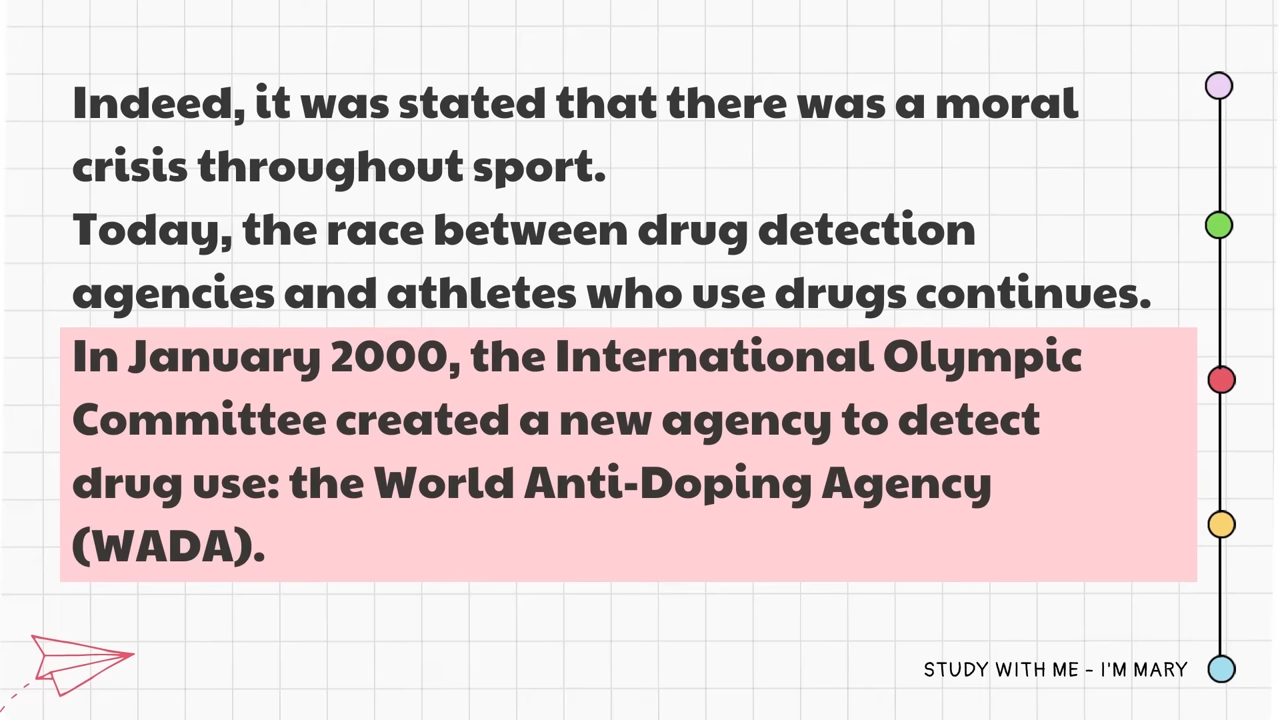 Indeed, it was stated that there was a moral
crisis throughout sport.
Today, the race between drug detection
agencies and athletes who use drugs continues.
In January 2000, the International Olympic
Committee created a new agency to detect
drug use: the World Anti-Doping Agency
(WADA).
STUDY WITH ME - I'M MARY